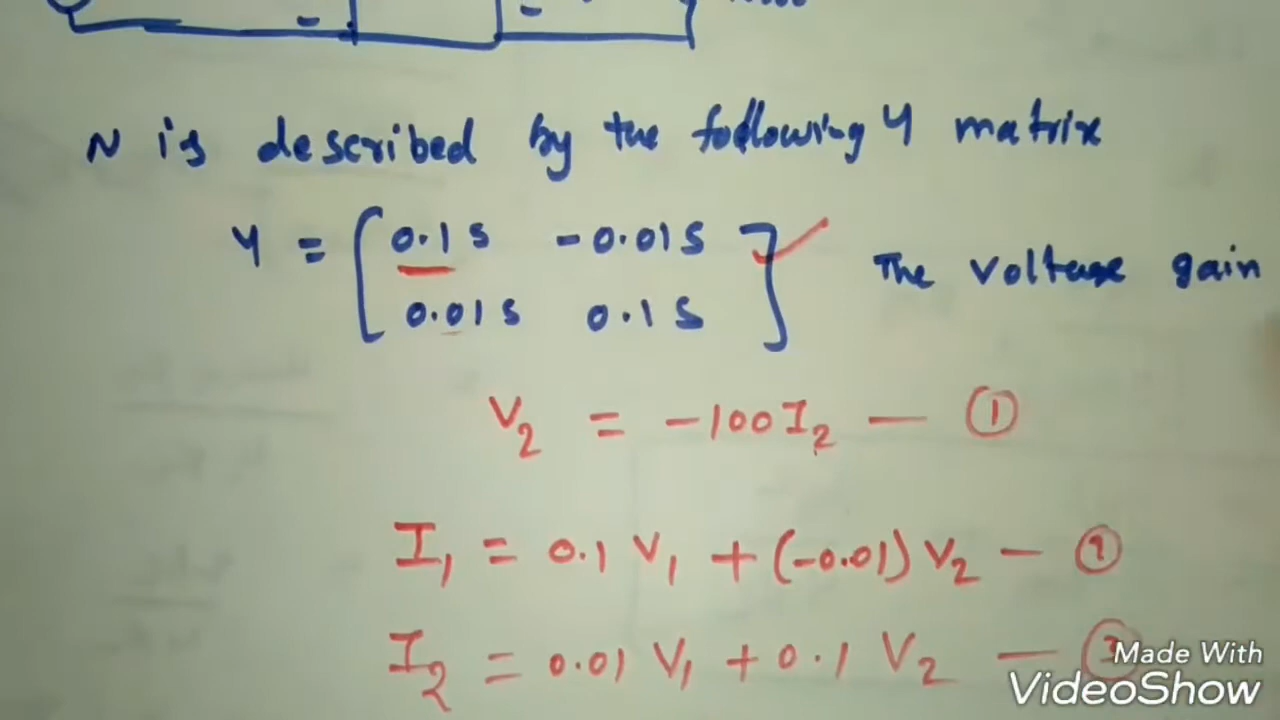 N is described by the following Y matrix
Y = [ 0.1 S -0.01 S
0.01 S 0.1 S ] The voltage gain
V2 = -100 I2 — ①
I1 = 0.1 V1 + (-0.01) V2 — ②
I2 = 0.01 V1 + 0.1 V2 —
Made With
VideoShow